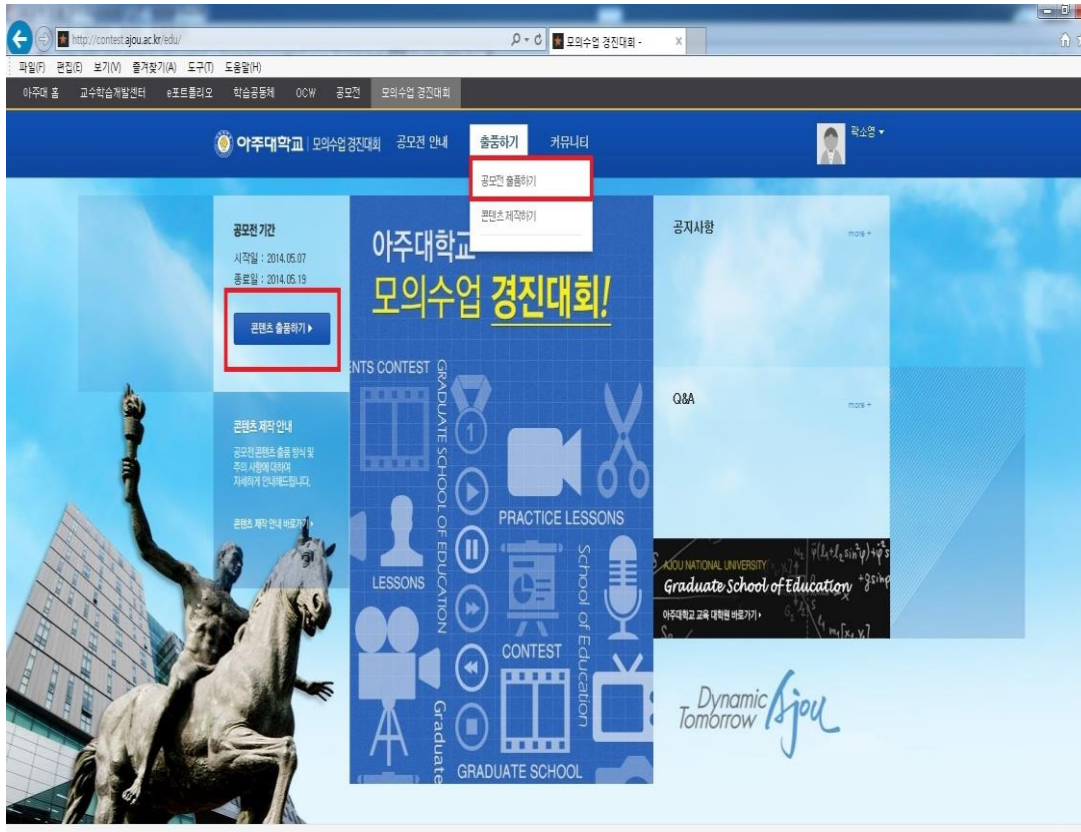 http://contest.ajou.ac.kr/edu/
모의수업 경진대회 -
파일(F) 편집(E) 보기(V) 즐겨찾기(A) 도구(T) 도움말(H)
아주대 홈 교수학습개발센터 e포트폴리오 학습공동체 OCW 공모전 모의수업 경진대회
아주대학교 모의수업 경진대회 공모전 안내 출품하기 커뮤니티
곽소영
공모전 출품하기
콘텐츠 제작하기
공모전 기간
시작일 : 2014.05.07
종료일 : 2014.05.19
콘텐츠 출품하기
콘텐츠 제작 안내
공모전 콘텐츠 출품 방식 및
주의 사항에 대하여
자세하게 안내해드립니다.
콘텐츠 제작 안내 바로가기
아주대학교
모의수업 경진대회!
ENTS CONTEST
GRADUATE SCHOOL OF EDUCATION
1
PRACTICE LESSONS
LESSONS
School of Education
CONTEST
Graduate
GRADUATE SCHOOL
공지사항
more +
Q&A
more +
AJOU NATIONAL UNIVERSITY
Graduate School of Education
아주대학교 교육 대학원 바로가기
Dynamic
Tomorrow Ajou